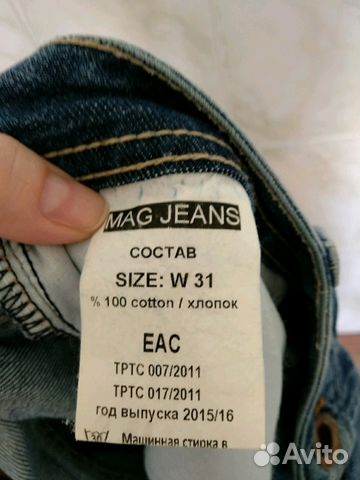 MAG JEANS
СОСТАВ
SIZE: W 31
% 100 cotton / хлопок
EAC
ТРТС 007/2011
ТРТС 017/2011
год выпуска 2015/16
30 Машинная стирка в
Avito